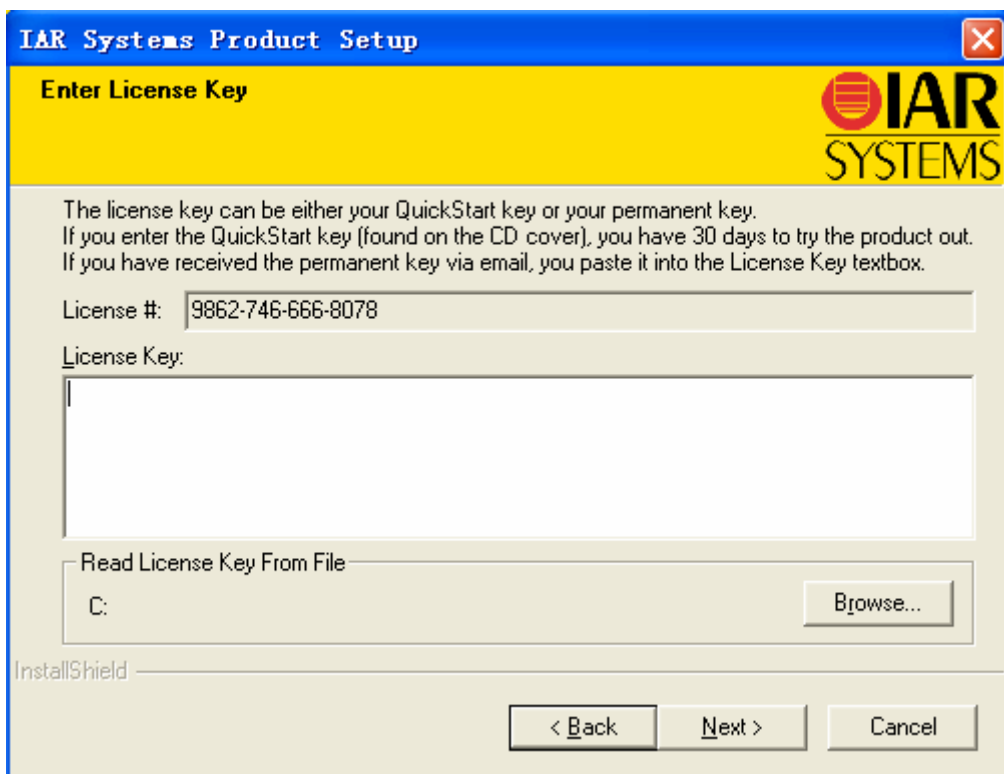 IAR Systems Product Setup
Enter License Key
IAR
SYSTEMS
The license key can be either your QuickStart key or your permanent key.
If you enter the QuickStart key (found on the CD cover), you have 30 days to try the product out.
If you have received the permanent key via email, you paste it into the License Key textbox.
License #: 9862-746-666-8078
License Key:
Read License Key From File
C:
Browse...
InstallShield
< Back Next > Cancel